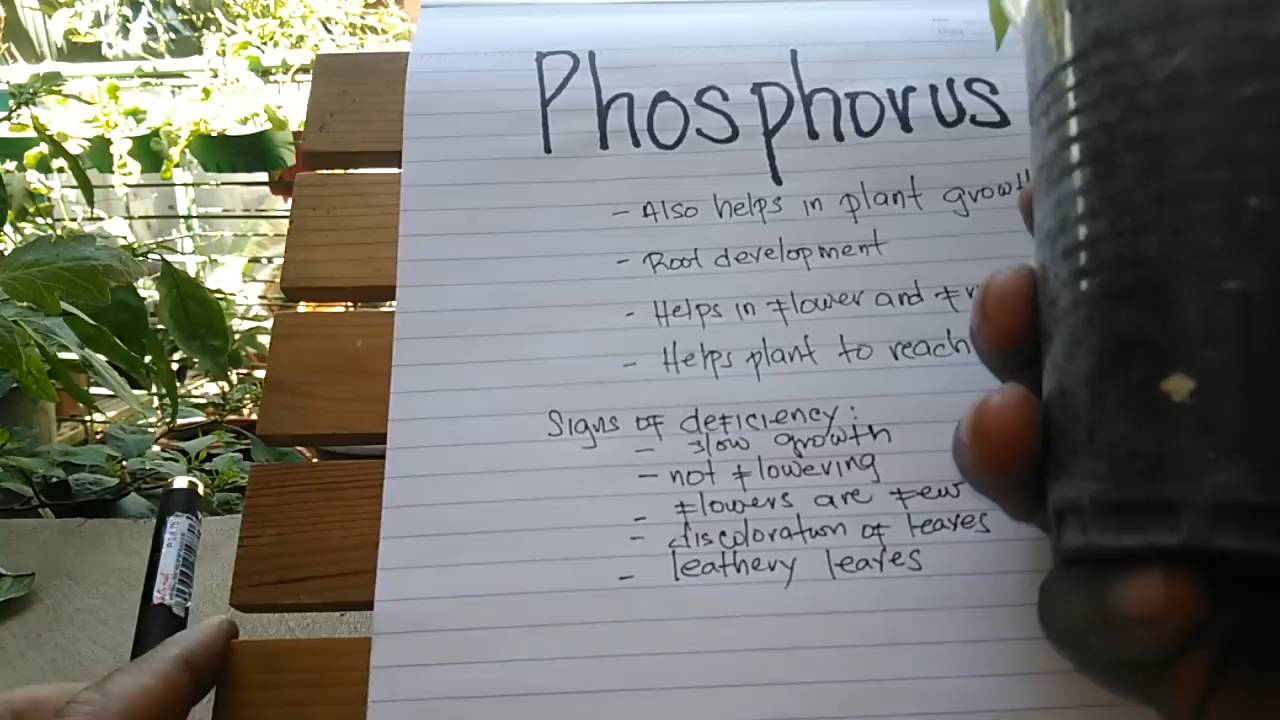 Phosphorus
- Also helps in plant growth
- Root development
- Helps in flower and
- Helps plant to reach
Signs of deficiency:
- slow growth
- not flowering
- flowers are few
- discoloration of leaves
- leathery leaves